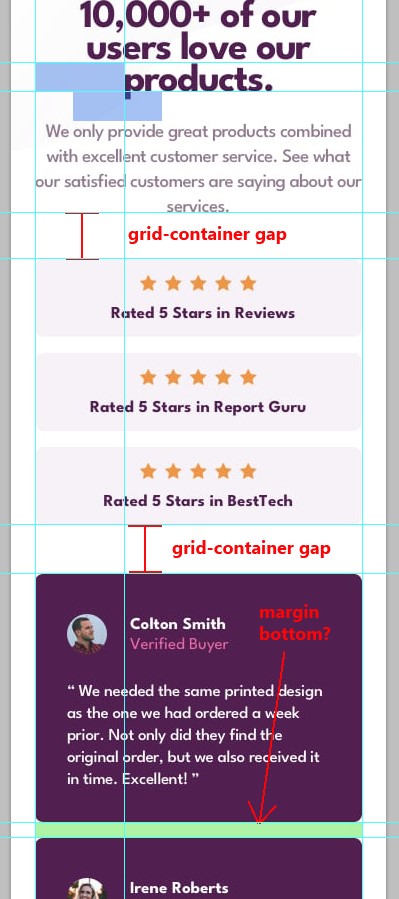 10,000+ of our
users love our
products.
We only provide great products combined
with excellent customer service. See what
our satisfied customers are saying about our
services.
grid-container gap
Rated 5 Stars in Reviews
Rated 5 Stars in Report Guru
Rated 5 Stars in BestTech
grid-container gap
margin
bottom?
Colton Smith
Verified Buyer
“ We needed the same printed design
as the one we had ordered a week
prior. Not only did they find the
original order, but we also received it
in time. Excellent! ”
Irene Roberts